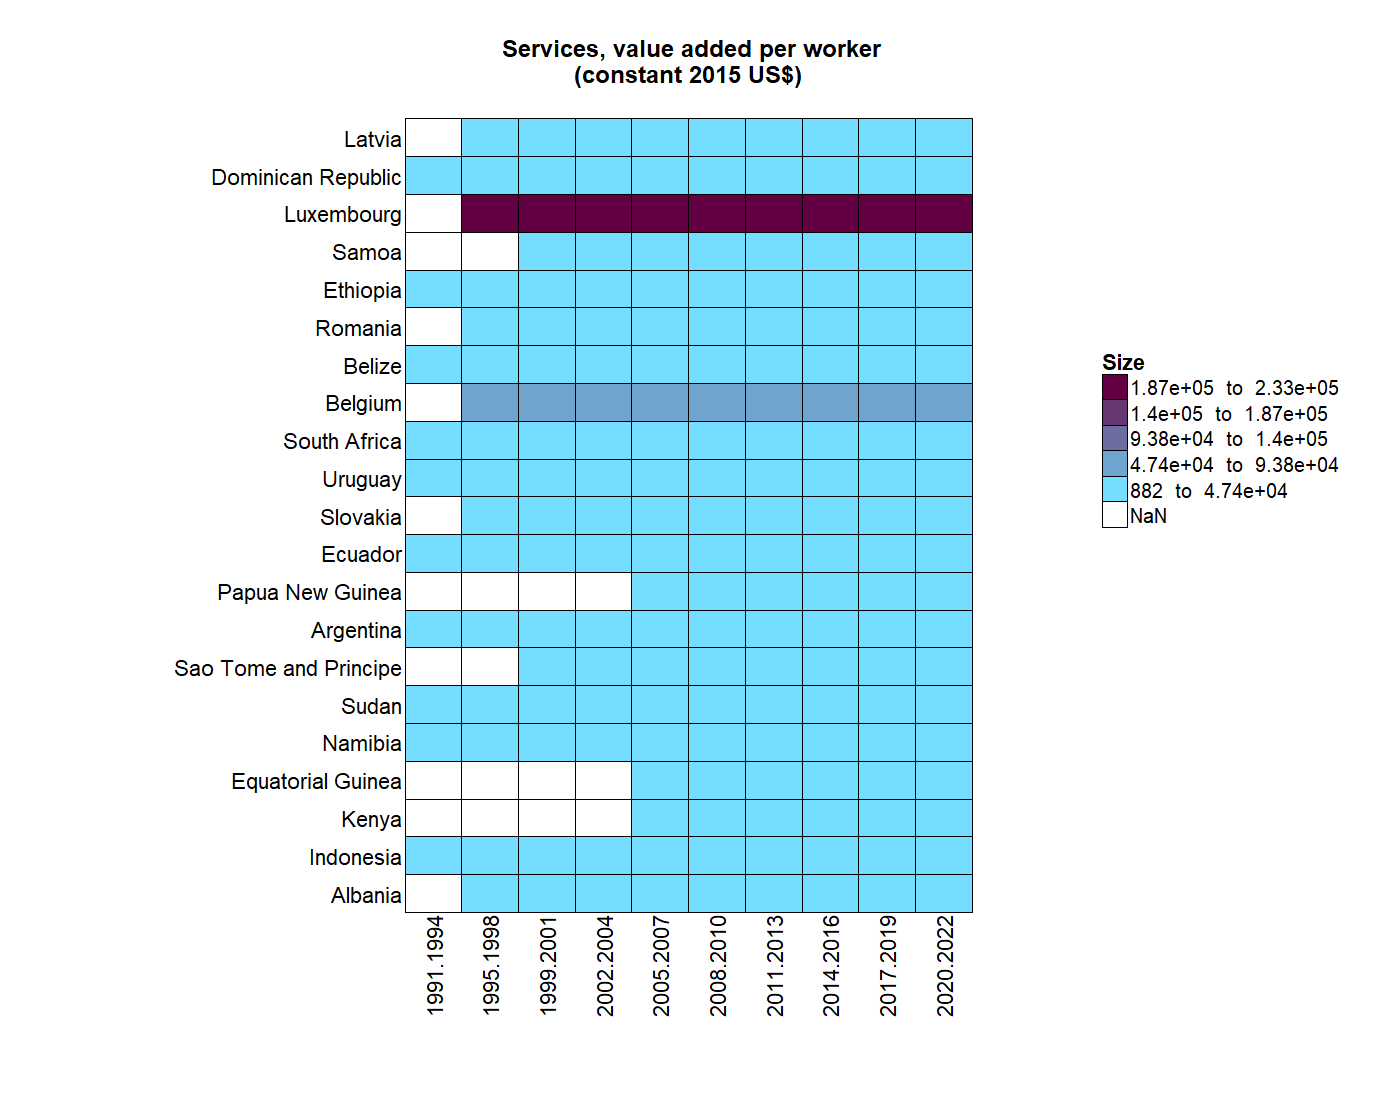 Services, value added per worker
(constant 2015 US$)
Latvia
Dominican Republic
Luxembourg
Samoa
Ethiopia
Romania
Belize
Belgium
South Africa
Uruguay
Slovakia
Ecuador
Papua New Guinea
Argentina
Sao Tome and Principe
Sudan
Namibia
Equatorial Guinea
Kenya
Indonesia
Albania
1991.1994
1995.1998
1999.2001
2002.2004
2005.2007
2008.2010
2011.2013
2014.2016
2017.2019
2020.2022
Size
1.87e+05 to 2.33e+05
1.4e+05 to 1.87e+05
9.38e+04 to 1.4e+05
4.74e+04 to 9.38e+04
882 to 4.74e+04
NaN